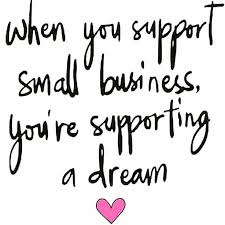 when you support
small business,
you're supporting
a dream